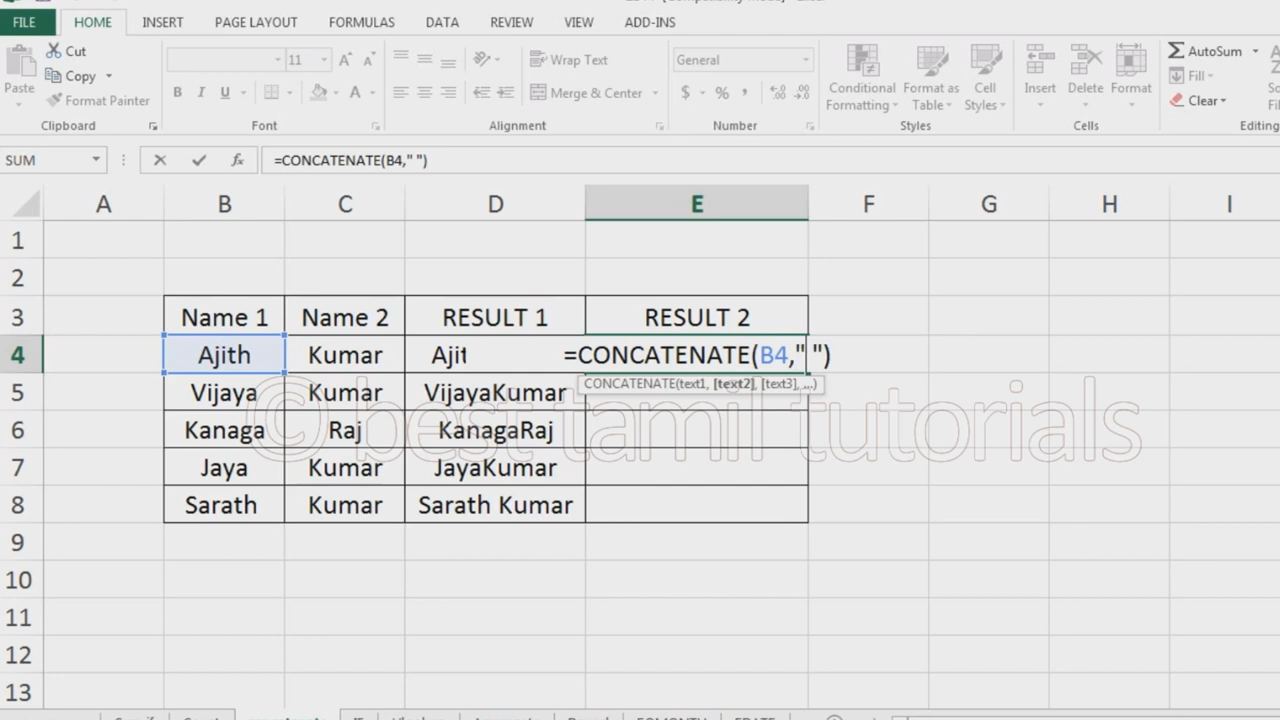 FILE HOME INSERT PAGE LAYOUT FORMULAS DATA REVIEW VIEW ADD-INS
Cut
Copy
Format Painter
Paste
Clipboard
11
B I U
A
Font
Wrap Text
Merge & Center
Alignment
General
$ % ,
Number
Conditional Formatting
Format as Table
Cell Styles
Styles
Insert Delete Format
Cells
AutoSum
Fill
Clear
Editing
SUM fx =CONCATENATE(B4," ")
A B C D E F G H I
1
2
3 Name 1 Name 2 RESULT 1 RESULT 2
4 Ajith Kumar Ajit =CONCATENATE(B4," ")
CONCATENATE(text1, [text2], [text3], ...)
5 Vijaya Kumar VijayaKumar
6 Kanaga Raj KanagaRaj
7 Jaya Kumar JayaKumar
8 Sarath Kumar Sarath Kumar
9
10
11
12
13
© best tamil tutorials